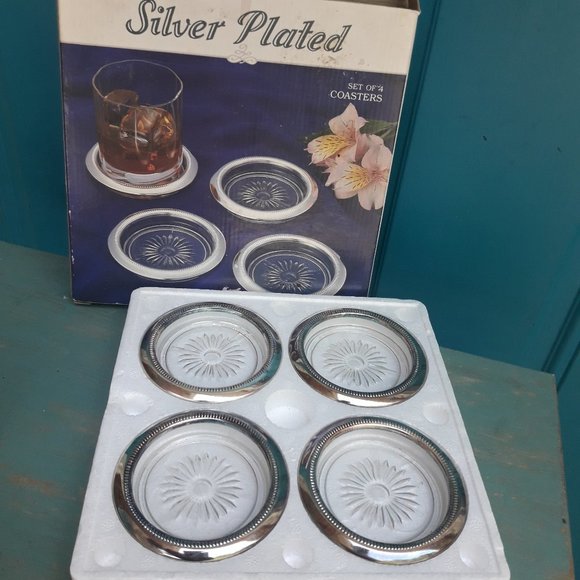 Silver Plated
SET OF 4
COASTERS